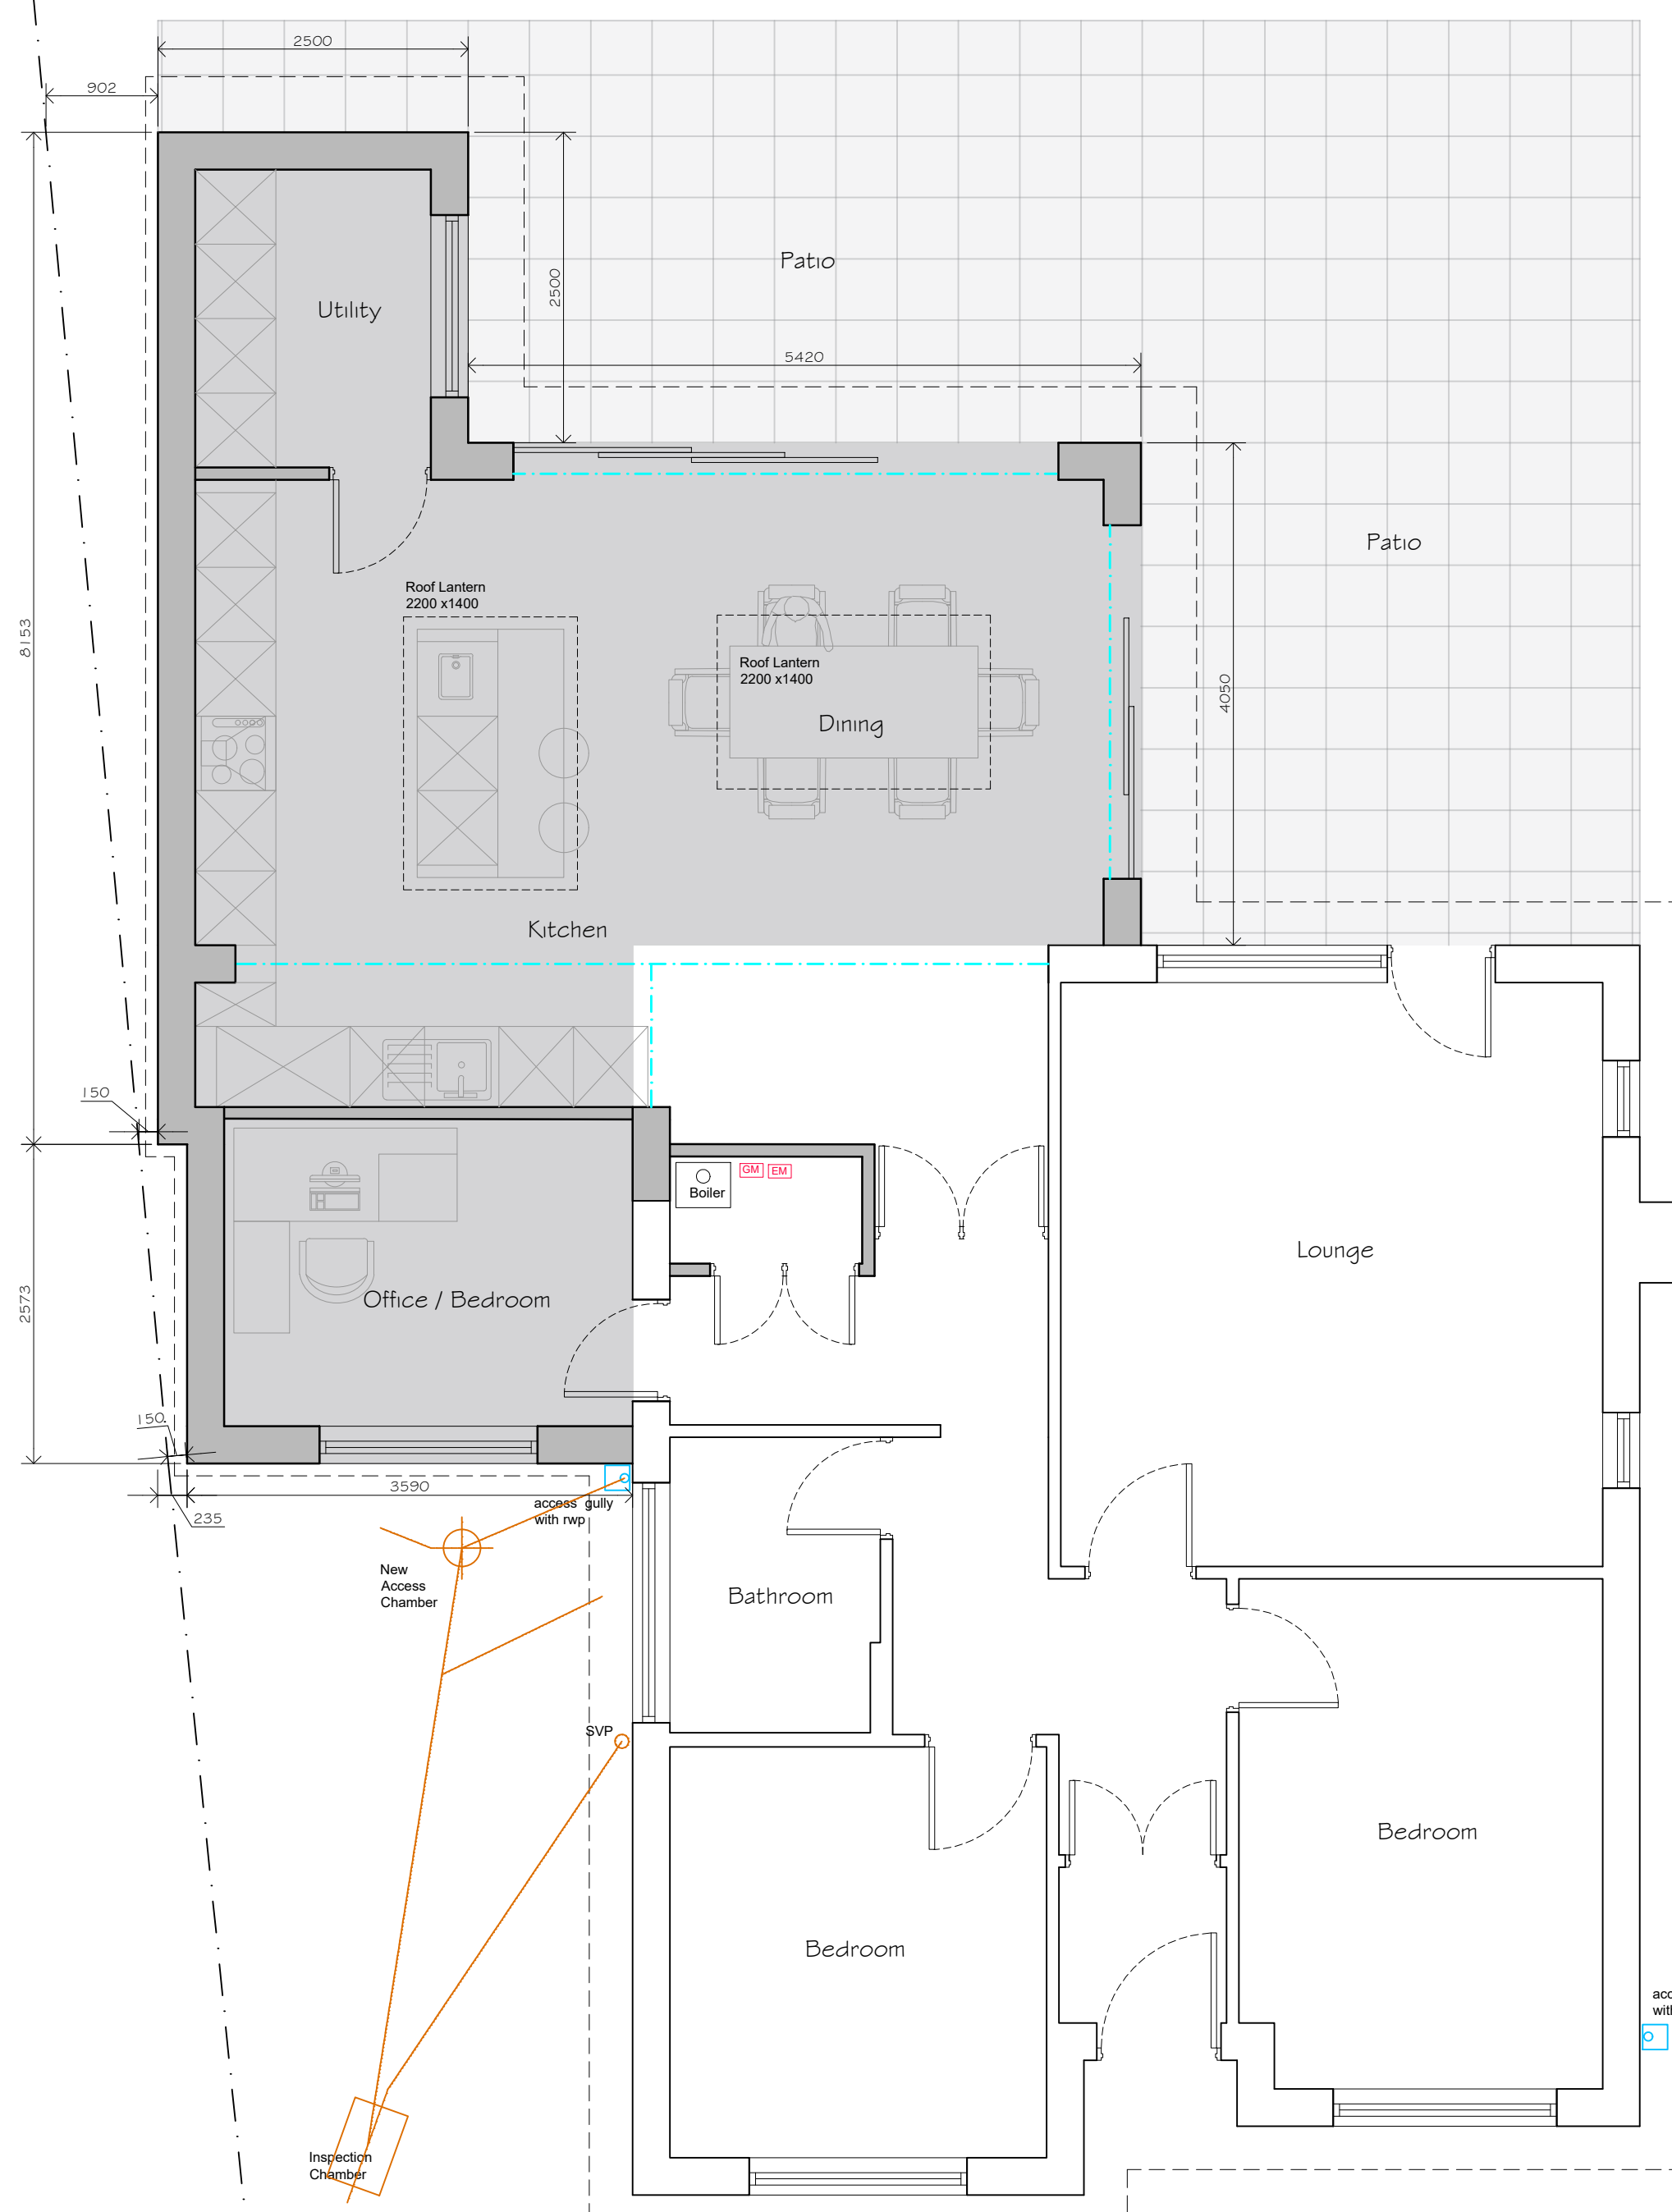 2500
902
Patio
2500
Utility
5420
Patio
8153
Roof Lantern
2200 x1400
Roof Lantern
2200 x1400
4050
Dining
Kitchen
150
GM
EM
Boiler
Lounge
2573
Office / Bedroom
150
3590
235
access gully
with rwp
New
Access
Chamber
Bathroom
SVP
Bedroom
Bedroom
Inspection
Chamber